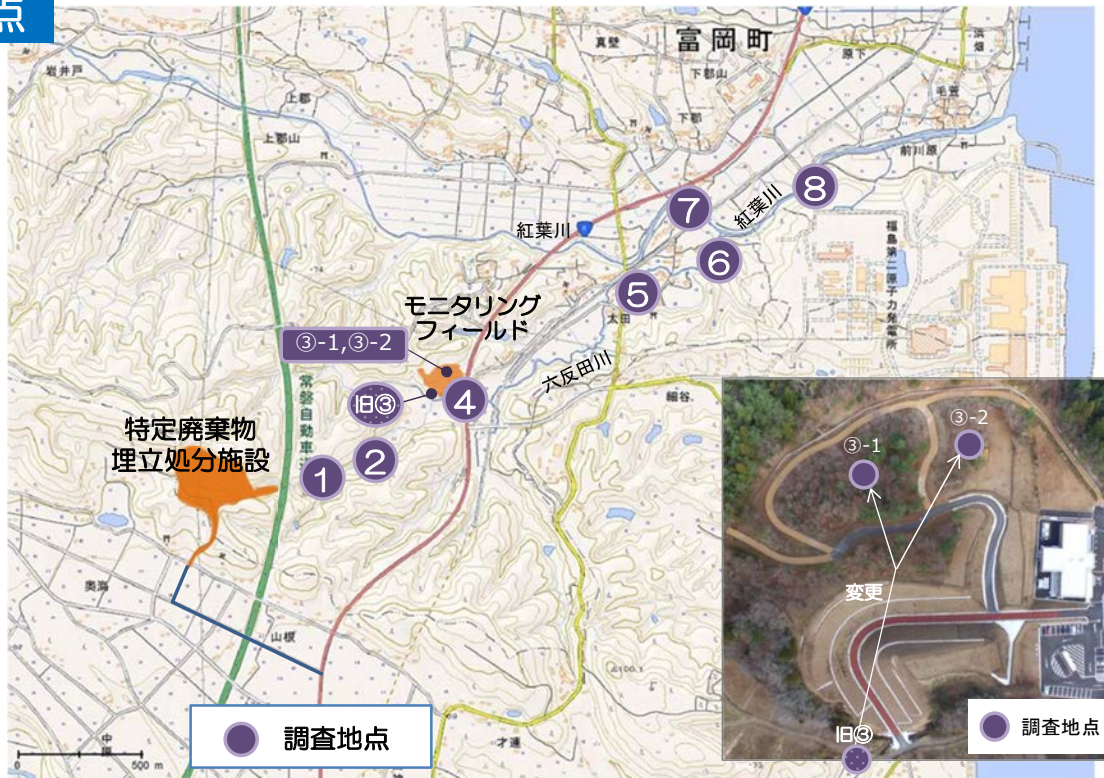 点
富岡町
真壁
原下
浜畑
岩井戸
下郡山
毛萱
上郡
下郡
上郡山
前川原
⑧
⑦
紅葉川
紅葉川
⑥
福島第二原子力発電所
⑤
太田
モニタリング
フィールド
③-1,③-2
六反田川
常磐自動車
旧③
④
細谷
特定廃棄物
埋立処分施設
②
①
③-2
③-1
奥海
変更
山根
旧③
調査地点
調査地点
才連
0
500 m